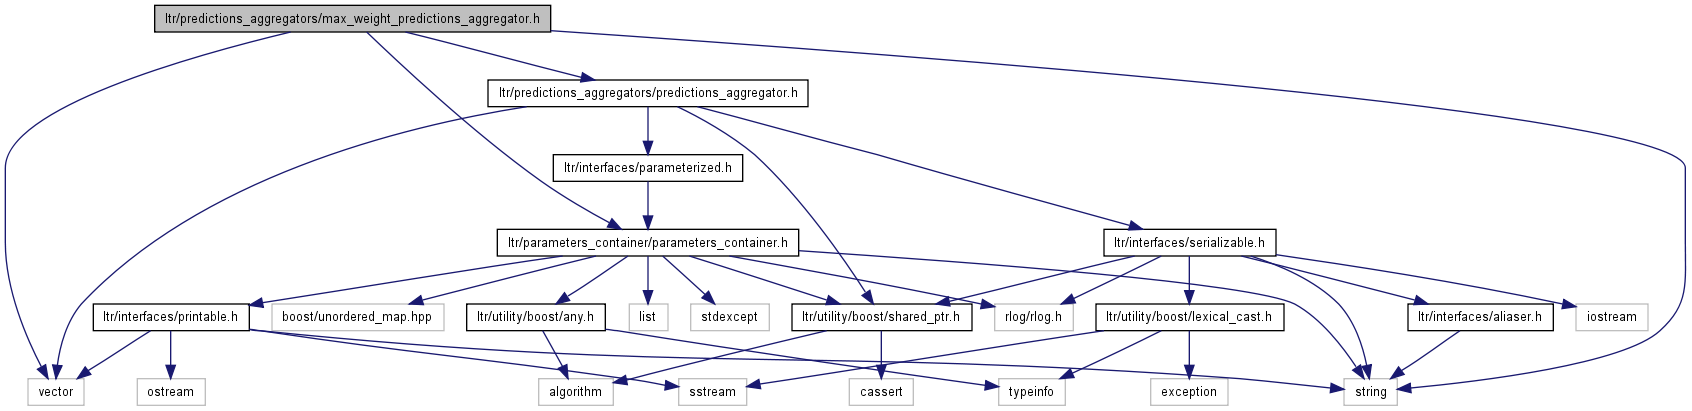 ltr/predictions_aggregators/max_weight_predictions_aggregator.h
ltr/predictions_aggregators/predictions_aggregator.h
ltr/interfaces/parameterized.h
ltr/parameters_container/parameters_container.h
ltr/interfaces/serializable.h
ltr/interfaces/printable.h
boost/unordered_map.hpp
ltr/utility/boost/any.h
list
stdexcept
ltr/utility/boost/shared_ptr.h
rlog/rlog.h
ltr/utility/boost/lexical_cast.h
ltr/interfaces/aliaser.h
iostream
vector
ostream
algorithm
sstream
cassert
typeinfo
exception
string